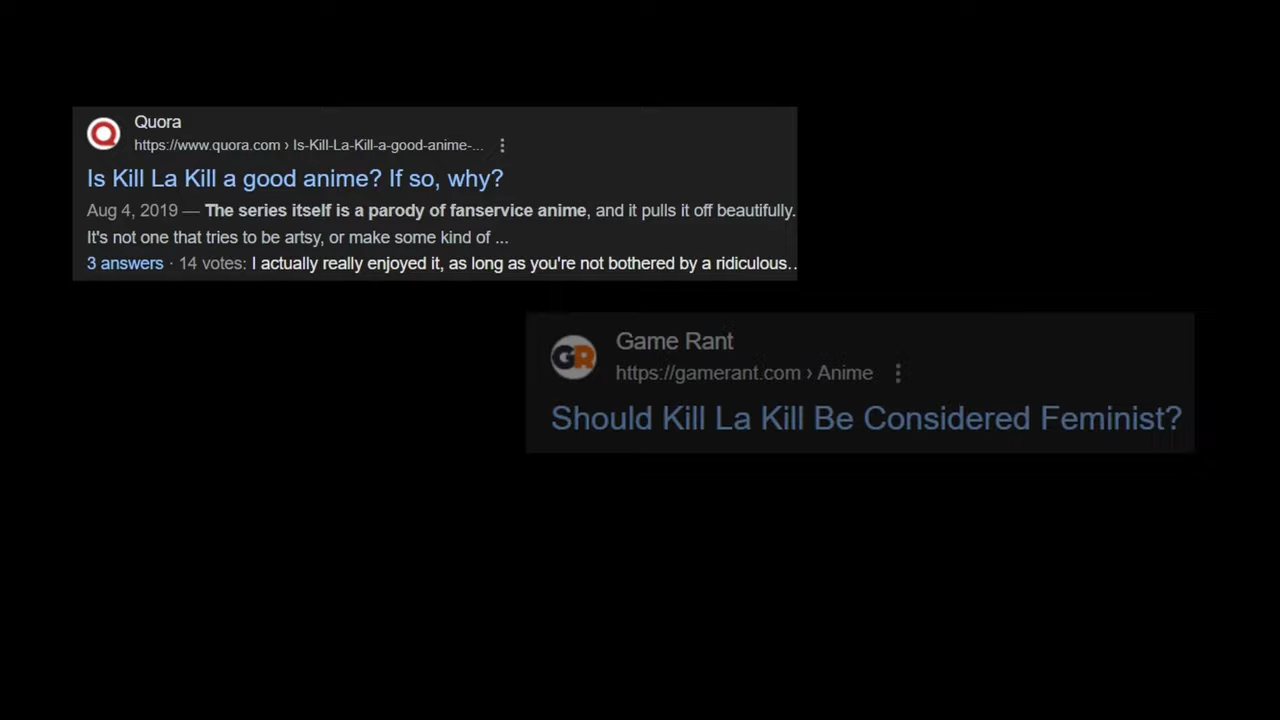 Quora
https://www.quora.com › Is-Kill-La-Kill-a-good-anime-...
Is Kill La Kill a good anime? If so, why?
Aug 4, 2019 — The series itself is a parody of fanservice anime, and it pulls it off beautifully.
It's not one that tries to be artsy, or make some kind of ...
3 answers · 14 votes: I actually really enjoyed it, as long as you're not bothered by a ridiculous..
GR
Game Rant
https://gamerant.com › Anime
Should Kill La Kill Be Considered Feminist?